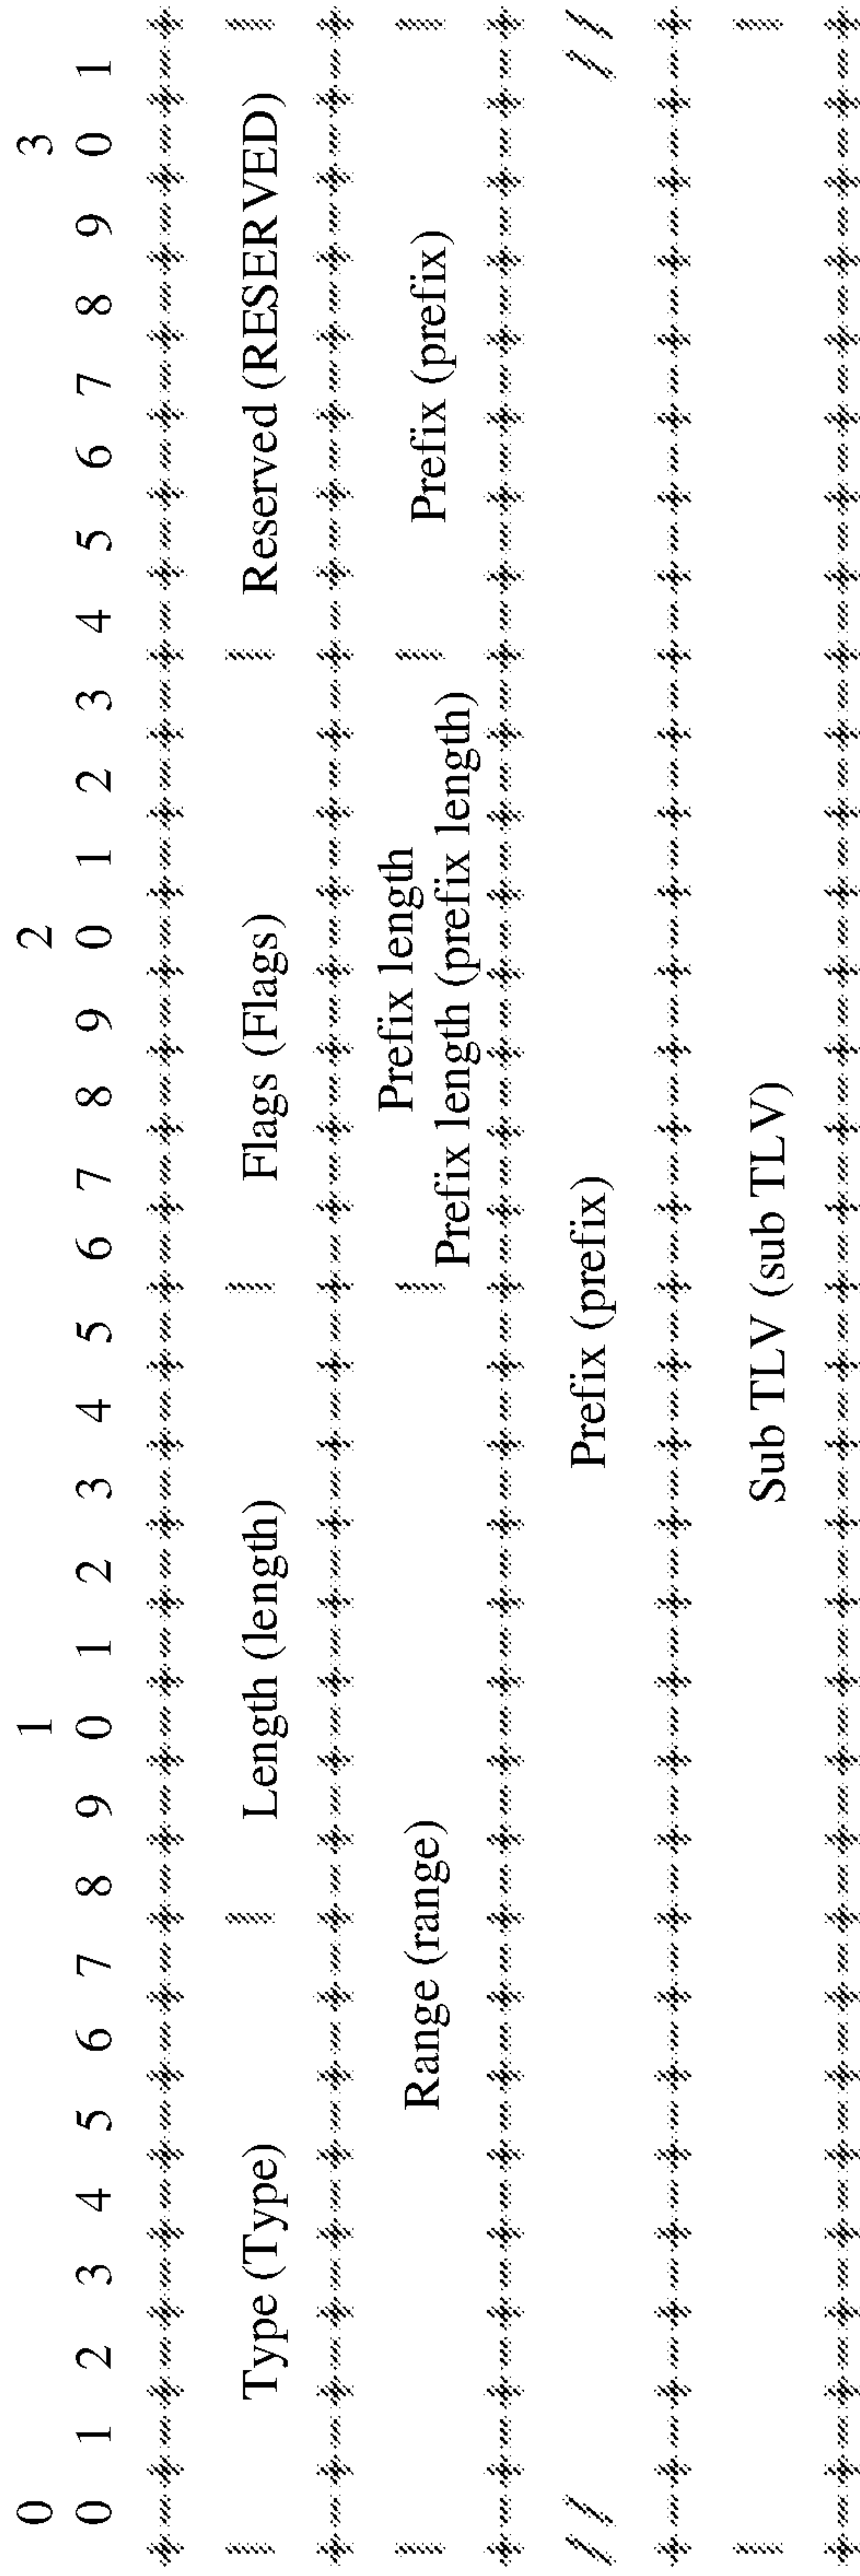 0 1 2 3
0 1 2 3 4 5 6 7 8 9 0 1 2 3 4 5 6 7 8 9 0 1 2 3 4 5 6 7 8 9 0 1
+--+--+--+--+--+--+--+--+--+--+--+--+--+--+--+--+--+--+--+--+--+--+--+--+--+--+--+--+--+--+--+--+
| Type (Type) | Length (length) | Flags (Flags) | Reserved (RESERVED) |
+--+--+--+--+--+--+--+--+--+--+--+--+--+--+--+--+--+--+--+--+--+--+--+--+--+--+--+--+--+--+--+--+
| Range (range) | Prefix length | Prefix (prefix) |
Prefix length (prefix length)
+--+--+--+--+--+--+--+--+--+--+--+--+--+--+--+--+--+--+--+--+--+--+--+--+--+--+--+--+--+--+--+--+
// Prefix (prefix) //
+--+--+--+--+--+--+--+--+--+--+--+--+--+--+--+--+--+--+--+--+--+--+--+--+--+--+--+--+--+--+--+--+
| Sub TLV (sub TLV) |
+--+--+--+--+--+--+--+--+--+--+--+--+--+--+--+--+--+--+--+--+--+--+--+--+--+--+--+--+--+--+--+--+